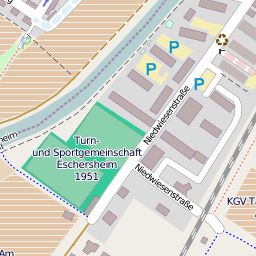 P
P
P
Niedwiesenstraße
Turn-
und Sportgemeinschaft
Eschersheim
1951
Niedwiesenstraße
heim
KGV T
Am